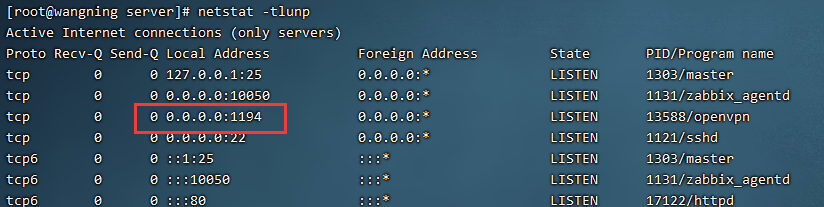 [root@wangning server]# netstat -tlunp
Active Internet connections (only servers)
Proto Recv-Q Send-Q Local Address           Foreign Address         State       PID/Program name
tcp        0      0 127.0.0.1:25            0.0.0.0:*               LISTEN      1303/master
tcp        0      0 0.0.0.0:10050           0.0.0.0:*               LISTEN      1131/zabbix_agentd
tcp        0      0 0.0.0.0:1194            0.0.0.0:*               LISTEN      13588/openvpn
tcp        0      0 0.0.0.0:22              0.0.0.0:*               LISTEN      1121/sshd
tcp6       0      0 ::1:25                  :::*                    LISTEN      1303/master
tcp6       0      0 :::10050                :::*                    LISTEN      1131/zabbix_agentd
tcp6       0      0 :::80                   :::*                    LISTEN      17122/httpd